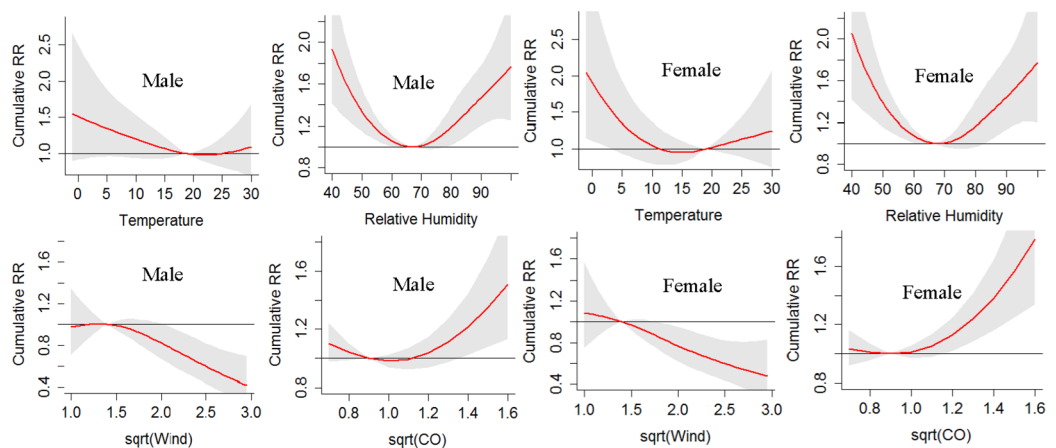 Cumulative RR
1.0 1.5 2.0 2.5
Male
0 5 10 15 20 25 30
Temperature
Cumulative RR
0.8 1.2 1.6 2.0
Male
40 50 60 70 80 90
Relative Humidity
Cumulative RR
1.0 1.5 2.0 2.5
Female
0 5 10 15 20 25 30
Temperature
Cumulative RR
0.8 1.2 1.6 2.0
Female
40 50 60 70 80 90
Relative Humidity
Cumulative RR
0.4 0.8 1.2 1.6
Male
1.0 1.5 2.0 2.5 3.0
sqrt(Wind)
Cumulative RR
0.8 1.2 1.6
Male
0.8 1.0 1.2 1.4 1.6
sqrt(CO)
Cumulative RR
0.4 0.8 1.2 1.6
Female
1.0 1.5 2.0 2.5 3.0
sqrt(Wind)
Cumulative RR
0.8 1.2 1.6
Female
0.8 1.0 1.2 1.4 1.6
sqrt(CO)